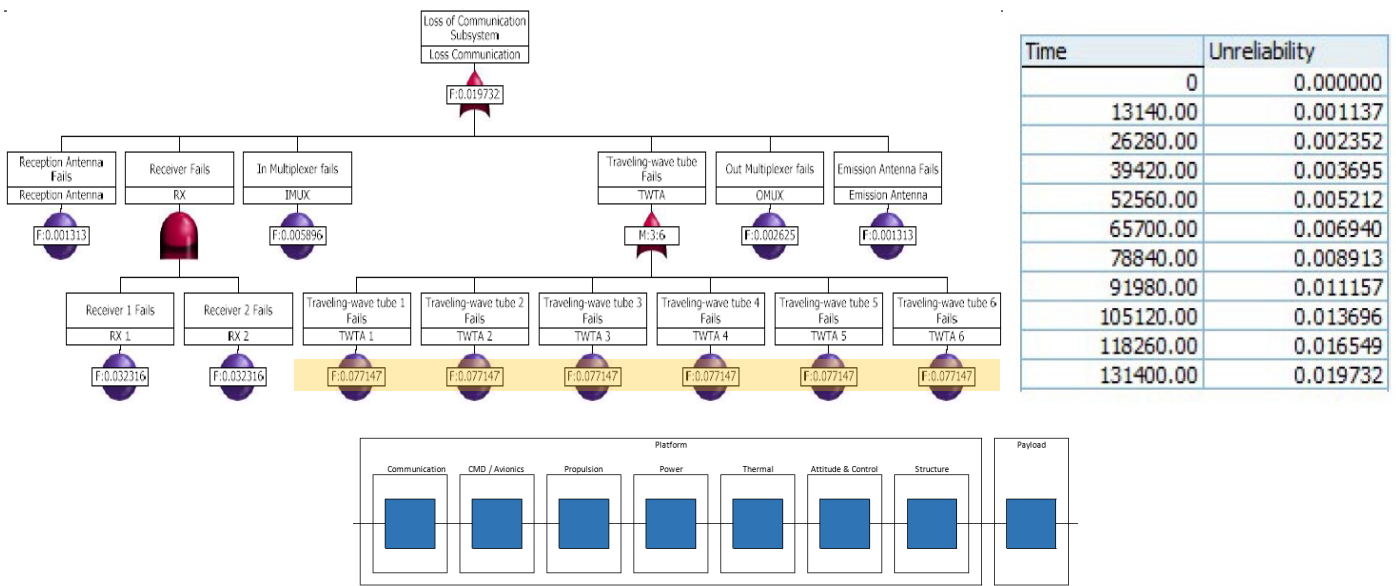 Loss of Communication
Subsystem
Loss Communication
F:0.019732
Reception Antenna
Fails
Reception Antenna
F:0.001313
Receiver Fails
RX
In Multiplexer fails
IMUX
F:0.005896
Traveling-wave tube
Fails
TWTA
M:3:6
Out Multiplexer fails
OMUX
F:0.002625
Emission Antenna Fails
Emission Antenna
F:0.001313
Receiver 1 Fails
RX 1
F:0.032316
Receiver 2 Fails
RX 2
F:0.032316
Traveling-wave tube 1
Fails
TWTA 1
F:0.077147
Traveling-wave tube 2
Fails
TWTA 2
F:0.077147
Traveling-wave tube 3
Fails
TWTA 3
F:0.077147
Traveling-wave tube 4
Fails
TWTA 4
F:0.077147
Traveling-wave tube 5
Fails
TWTA 5
F:0.077147
Traveling-wave tube 6
Fails
TWTA 6
F:0.077147
Time Unreliability
0 0.000000
13140.00 0.001137
26280.00 0.002352
39420.00 0.003695
52560.00 0.005212
65700.00 0.006940
78840.00 0.008913
91980.00 0.011157
105120.00 0.013696
118260.00 0.016549
131400.00 0.019732
Platform
Communication
CMD / Avionics
Propulsion
Power
Thermal
Attitude & Control
Structure
Payload